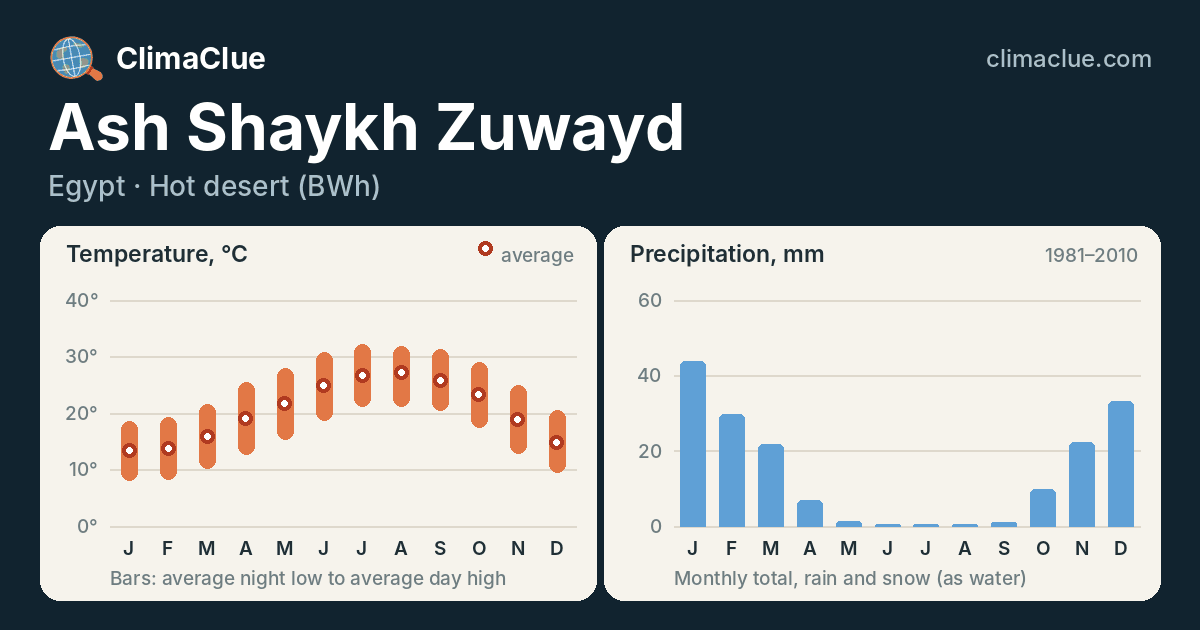 ClimaClue
climaclue.com
Ash Shaykh Zuwayd
Egypt · Hot desert (BWh)
Temperature, °C
average
40°
30°
20°
10°
0°
J F M A M J J A S O N D
Bars: average night low to average day high
Precipitation, mm
1981–2010
60
40
20
0
J F M A M J J A S O N D
Monthly total, rain and snow (as water)